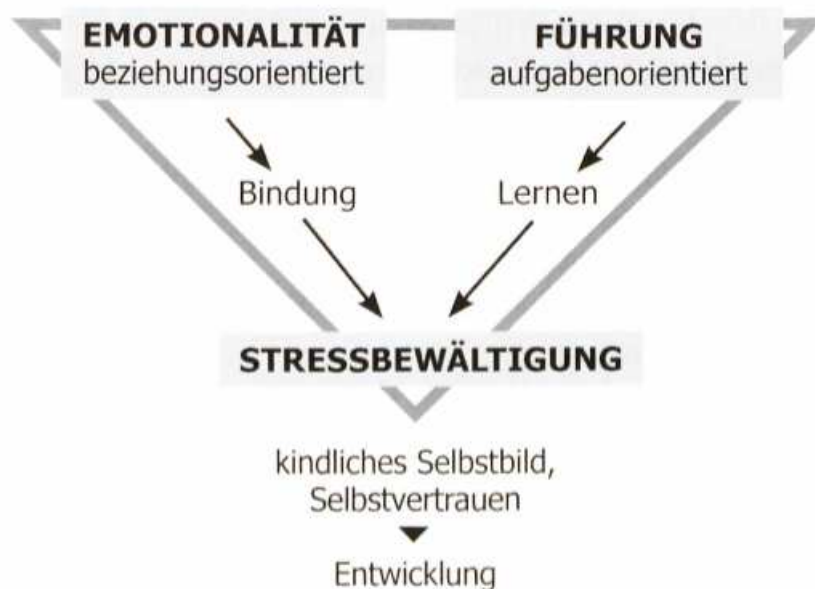 EMOTIONALITÄT
beziehungsorientiert
FÜHRUNG
aufgabenorientiert
Bindung
Lernen
STRESSBEWÄLTIGUNG
kindliches Selbstbild,
Selbstvertrauen
Entwicklung